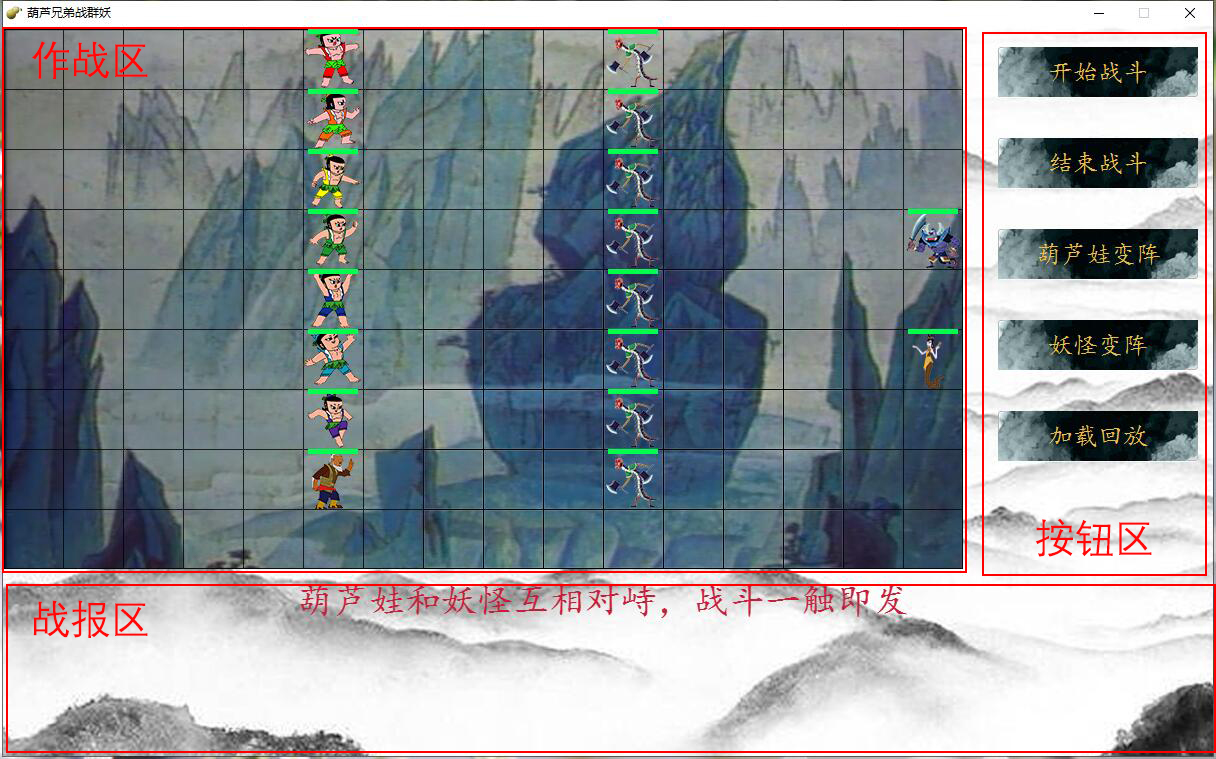 葫芦兄弟战群妖
作战区
开始战斗
结束战斗
葫芦娃变阵
妖怪变阵
加载回放
按钮区
葫芦娃和妖怪互相对峙，战斗一触即发
战报区